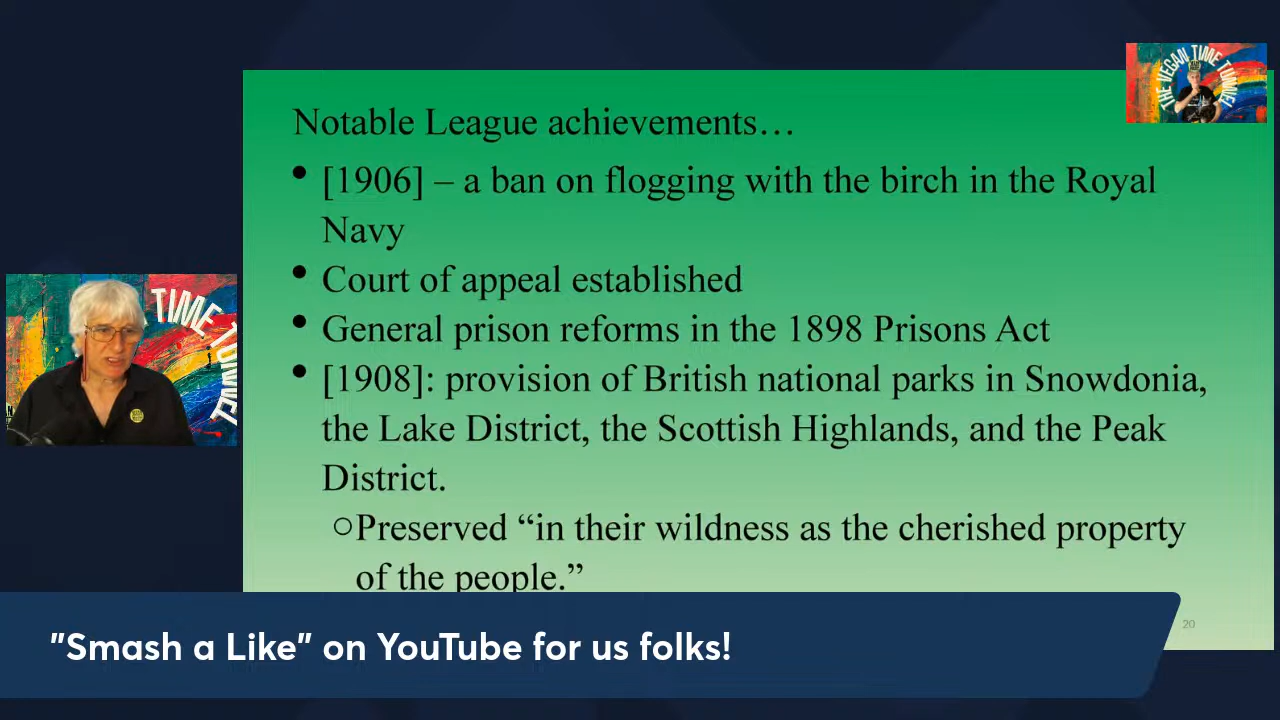 THE VEGAN TIME TUNNEL
Notable League achievements…
• [1906] – a ban on flogging with the birch in the Royal
Navy
• Court of appeal established
• General prison reforms in the 1898 Prisons Act
• [1908]: provision of British national parks in Snowdonia,
the Lake District, the Scottish Highlands, and the Peak
District.
○Preserved “in their wildness as the cherished property
of the people.”
TIME TUNNEL
"Smash a Like" on YouTube for us folks!
20